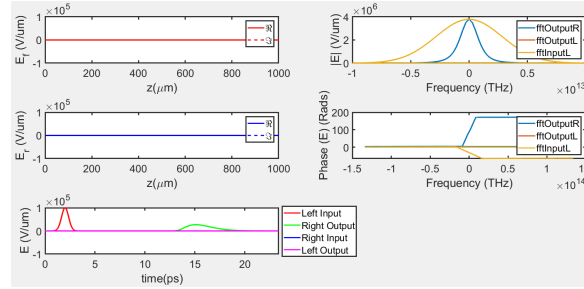 ×10⁵
E_f (V/um)
1
0
-1
0 200 400 600 800 1000
z(μm)
ℜ
ℑ
×10⁶
|E| (V/um)
4
2
0
-1 -0.5 0 0.5
Frequency (THz) ×10¹³
fftOutputR
fftOutputL
fftInputL
×10⁵
E_r (V/um)
1
0
-1
0 200 400 600 800 1000
z(μm)
ℜ
ℑ
Phase (E) (Rads)
200
100
0
-1.5 -1 -0.5 0 0.5 1
Frequency (THz) ×10¹⁴
fftOutputR
fftOutputL
fftInputL
×10⁵
E (V/um)
1
0
-1
0 5 10 15 20
time(ps)
Left Input
Right Output
Right Input
Left Output